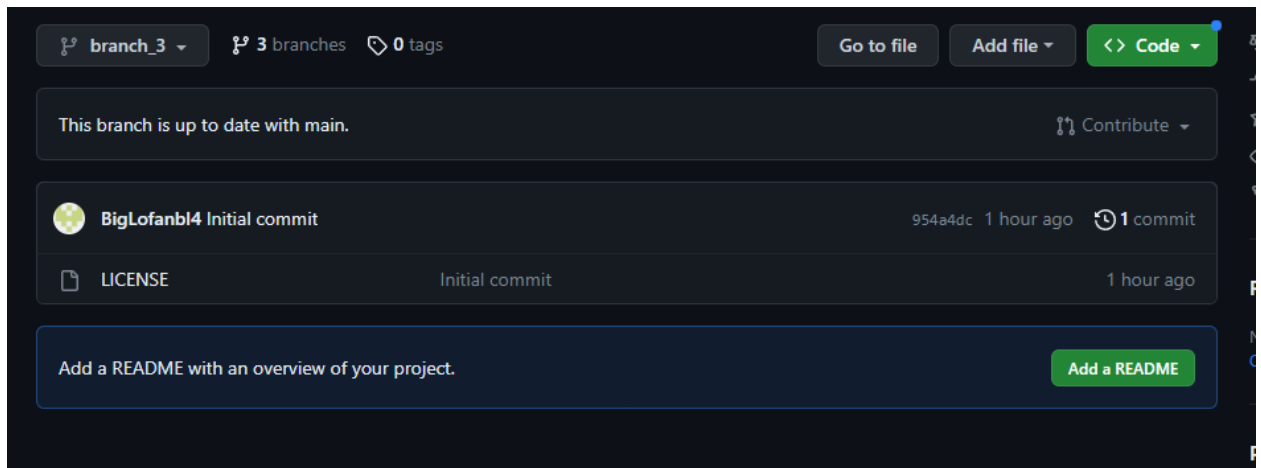 branch_3 3 branches 0 tags Go to file Add file <> Code
This branch is up to date with main. Contribute
BigLofanbl4 Initial commit 954a4dc 1 hour ago 1 commit
LICENSE Initial commit 1 hour ago
Add a README with an overview of your project. Add a README